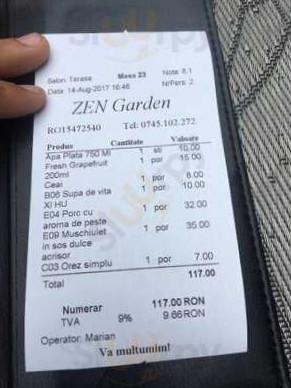 Salon: Terasa Masa 23 Nota: 8.1
Data: 14-Aug-2017 16:46 NrPers: 2
ZEN Garden
RO15472540 Tel: 0745.102.272
Produs Cantitate Valoare
Apa Plata 750 Ml 1 st 10.00
Fresh Grapefruit 1 por 15.00
200ml
Ceai 1 por 8.00
B06 Supa de vita 1 por 10.00
XI HU
E04 Porc cu 1 por 32.00
aroma de peste
E09 Muschiulet 1 por 35.00
in sos dulce
acrisor
C03 Orez simplu 1 por 7.00
Total 117.00
Numerar 117.00 RON
TVA 9% 9.66 RON
Operator: Marian
Va multumim!